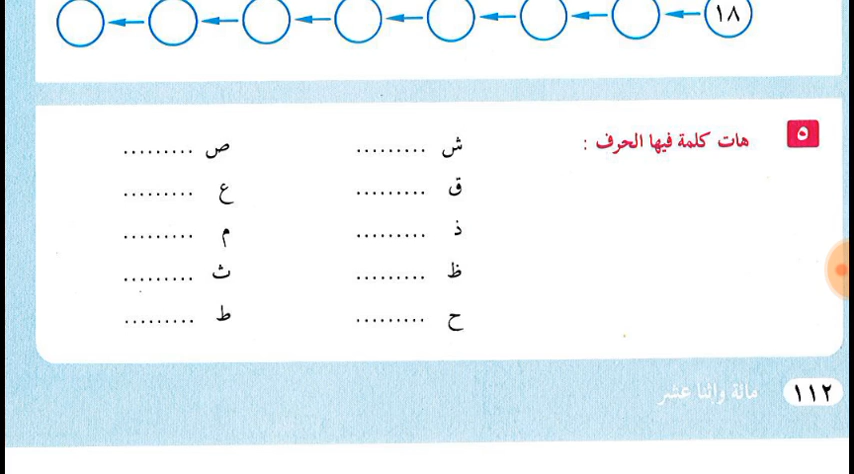 ١٨
٥ هات كلمة فيها الحرف :
ش ......... ص .........
ق ......... ع .........
ذ ......... م .........
ظ ......... ث .........
ح ......... ط .........
١١٢ مائة واثنا عشر